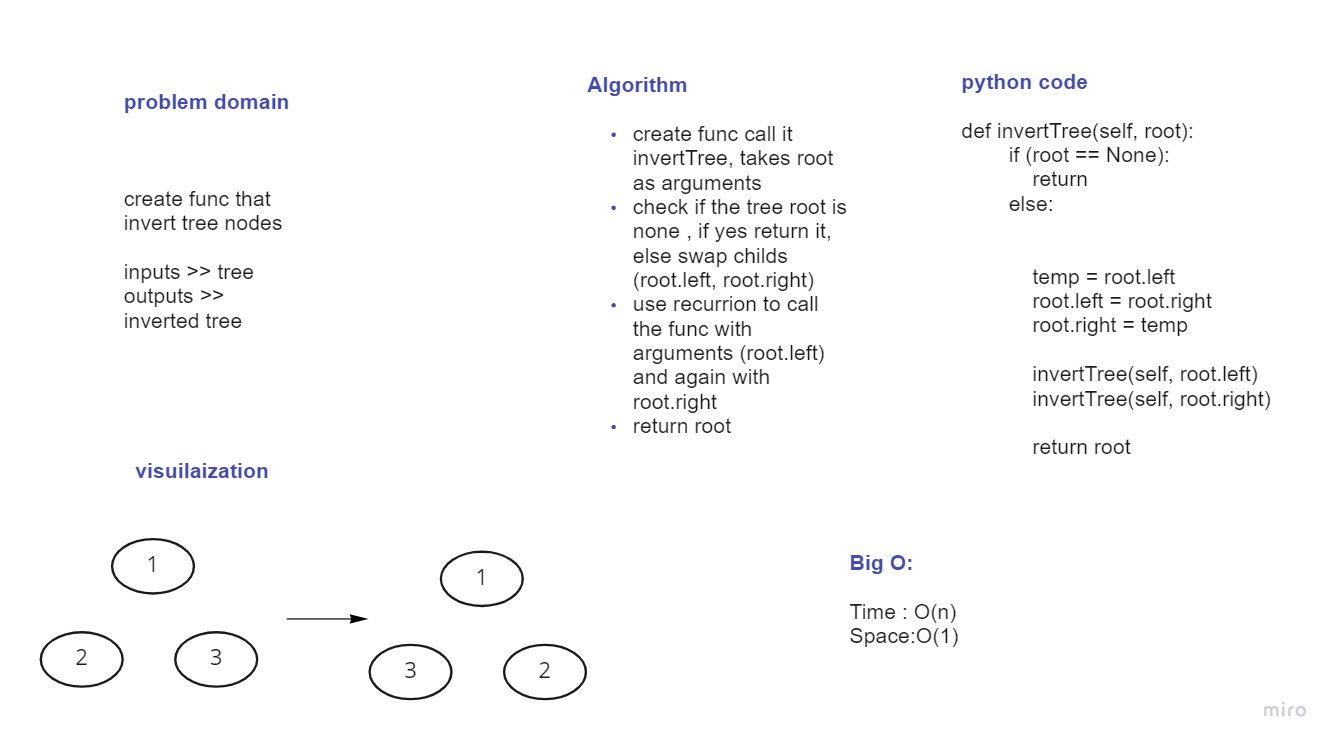 problem domain
create func that
invert tree nodes
inputs >> tree
outputs >>
inverted tree
Algorithm
• create func call it
invertTree, takes root
as arguments
• check if the tree root is
none , if yes return it,
else swap childs
(root.left, root.right)
• use recurrion to call
the func with
arguments (root.left)
and again with
root.right
• return root
python code
def invertTree(self, root):
if (root == None):
return
else:
temp = root.left
root.left = root.right
root.right = temp
invertTree(self, root.left)
invertTree(self, root.right)
return root
visuilaization
1
2
3
1
3
2
Big O:
Time : O(n)
Space:O(1)
miro